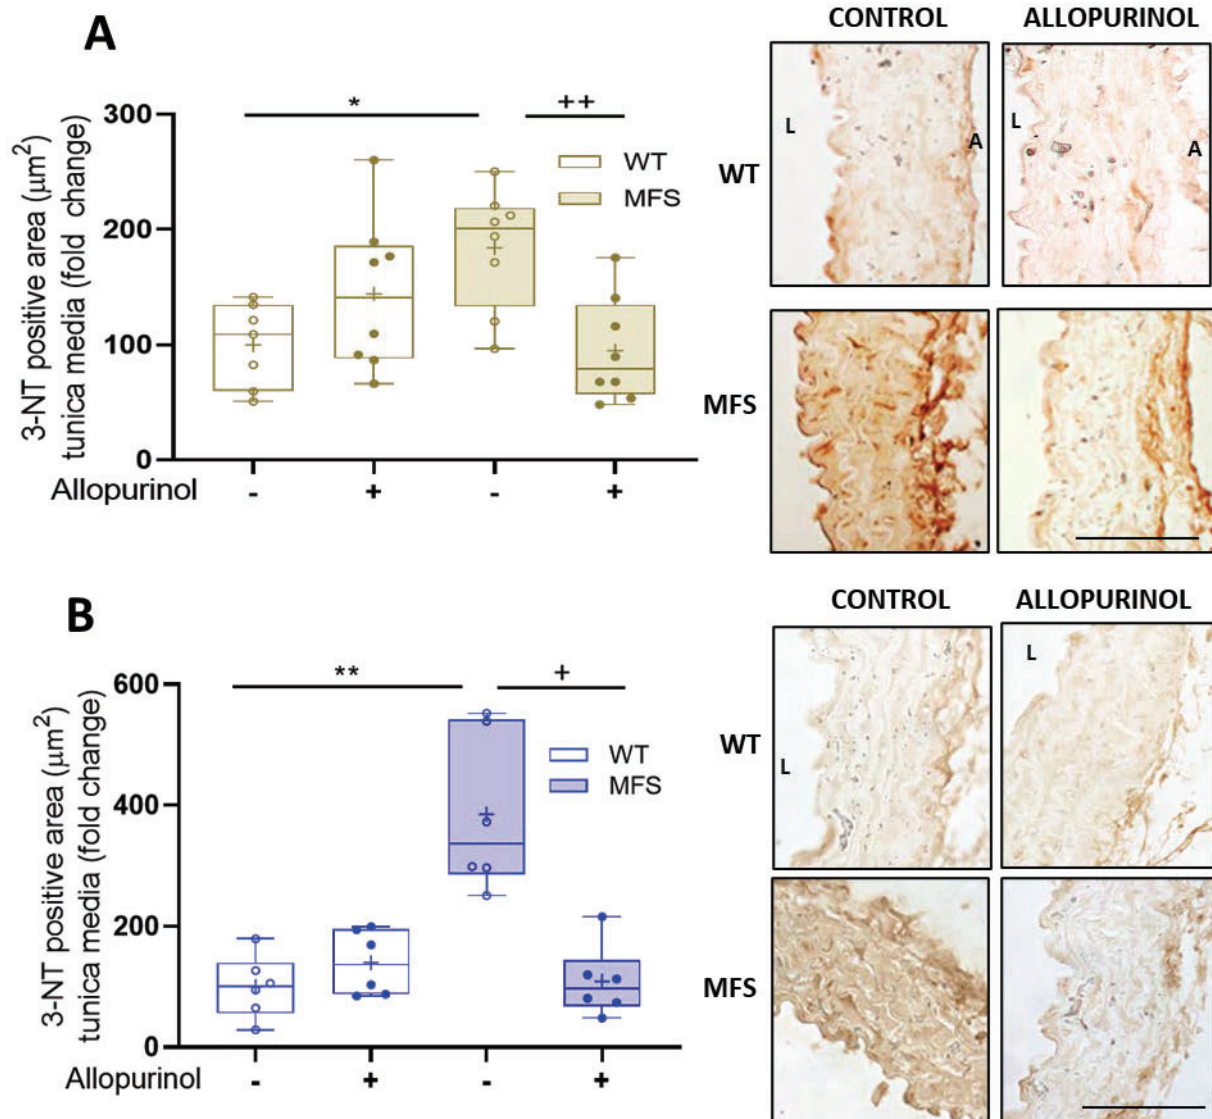 A
CONTROL ALLOPURINOL
3-NT positive area (μm²)
tunica media (fold change)
300
200
100
0
* ++
WT
MFS
Allopurinol - + - +
WT
L A L A
MFS
B
CONTROL ALLOPURINOL
3-NT positive area (μm²)
tunica media (fold change)
600
400
200
0
** +
WT
MFS
Allopurinol - + - +
WT
L L
MFS